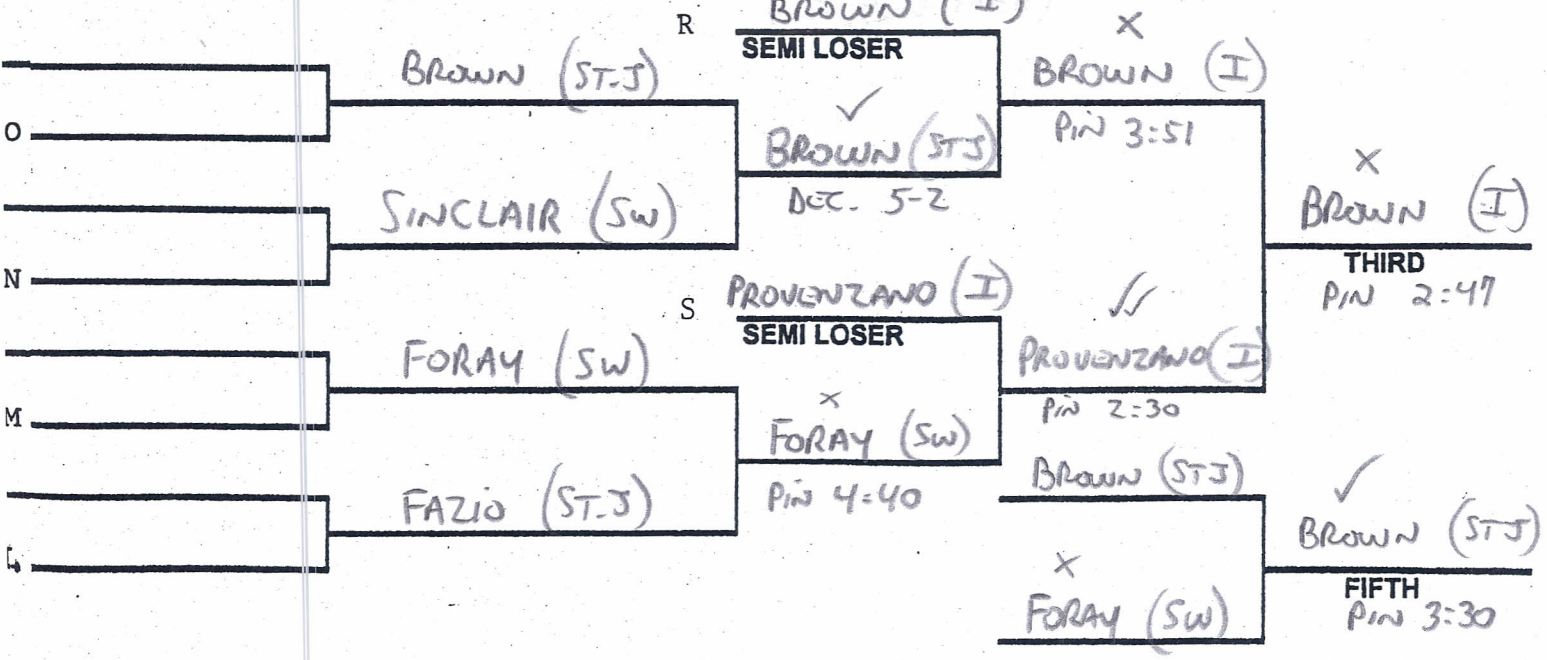 BROWN (I)
R
SEMI LOSER
X
BROWN (ST-J)
BROWN (I)
O
✓
PIN 3:51
BROWN (STJ)
X
DEC. 5-2
BROWN (I)
SINCLAIR (SW)
THIRD
N
PIN 2:47
S
PROVENZANO (I)
✓✓
SEMI LOSER
FORAY (SW)
PROVENZANO (I)
M
X
PIN 2:30
FORAY (SW)
BROWN (STJ)
✓
PIN 4:40
FAZIO (ST-J)
BROWN (STJ)
X
FIFTH
FORAY (SW)
PIN 3:30